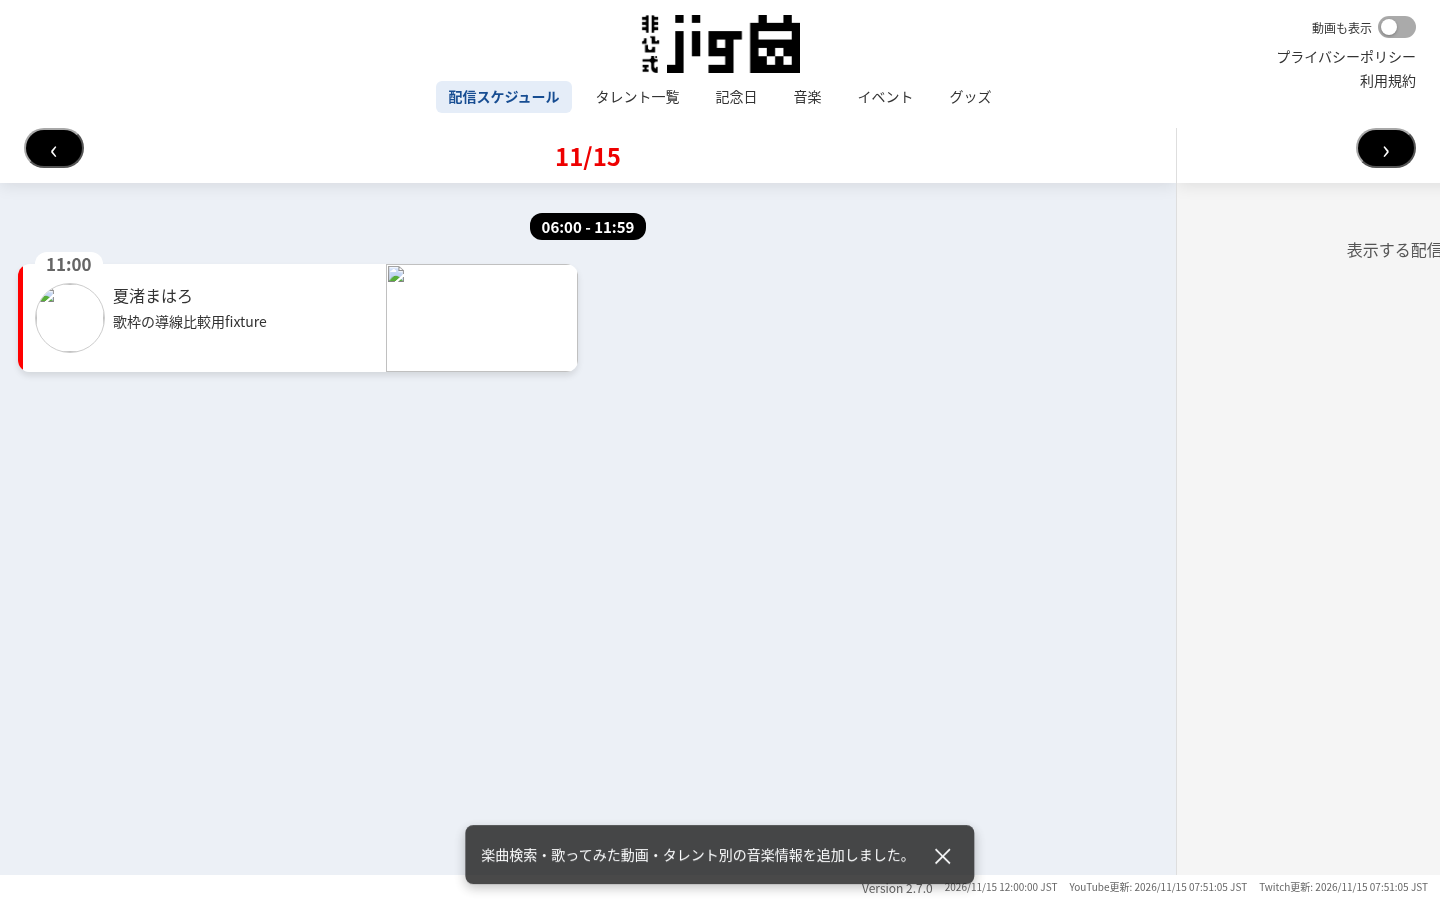 非公式 jig曲
動画も表示
プライバシーポリシー
利用規約
配信スケジュール タレント一覧 記念日 音楽 イベント グッズ
‹ 11/15 ›
06:00 - 11:59
表示する配信
11:00
夏渚まはろ
歌枠の導線比較用fixture
楽曲検索・歌ってみた動画・タレント別の音楽情報を追加しました。 ×
Version 2.7.0 2026/11/15 12:00:00 JST YouTube更新: 2026/11/15 07:51:05 JST Twitch更新: 2026/11/15 07:51:05 JST